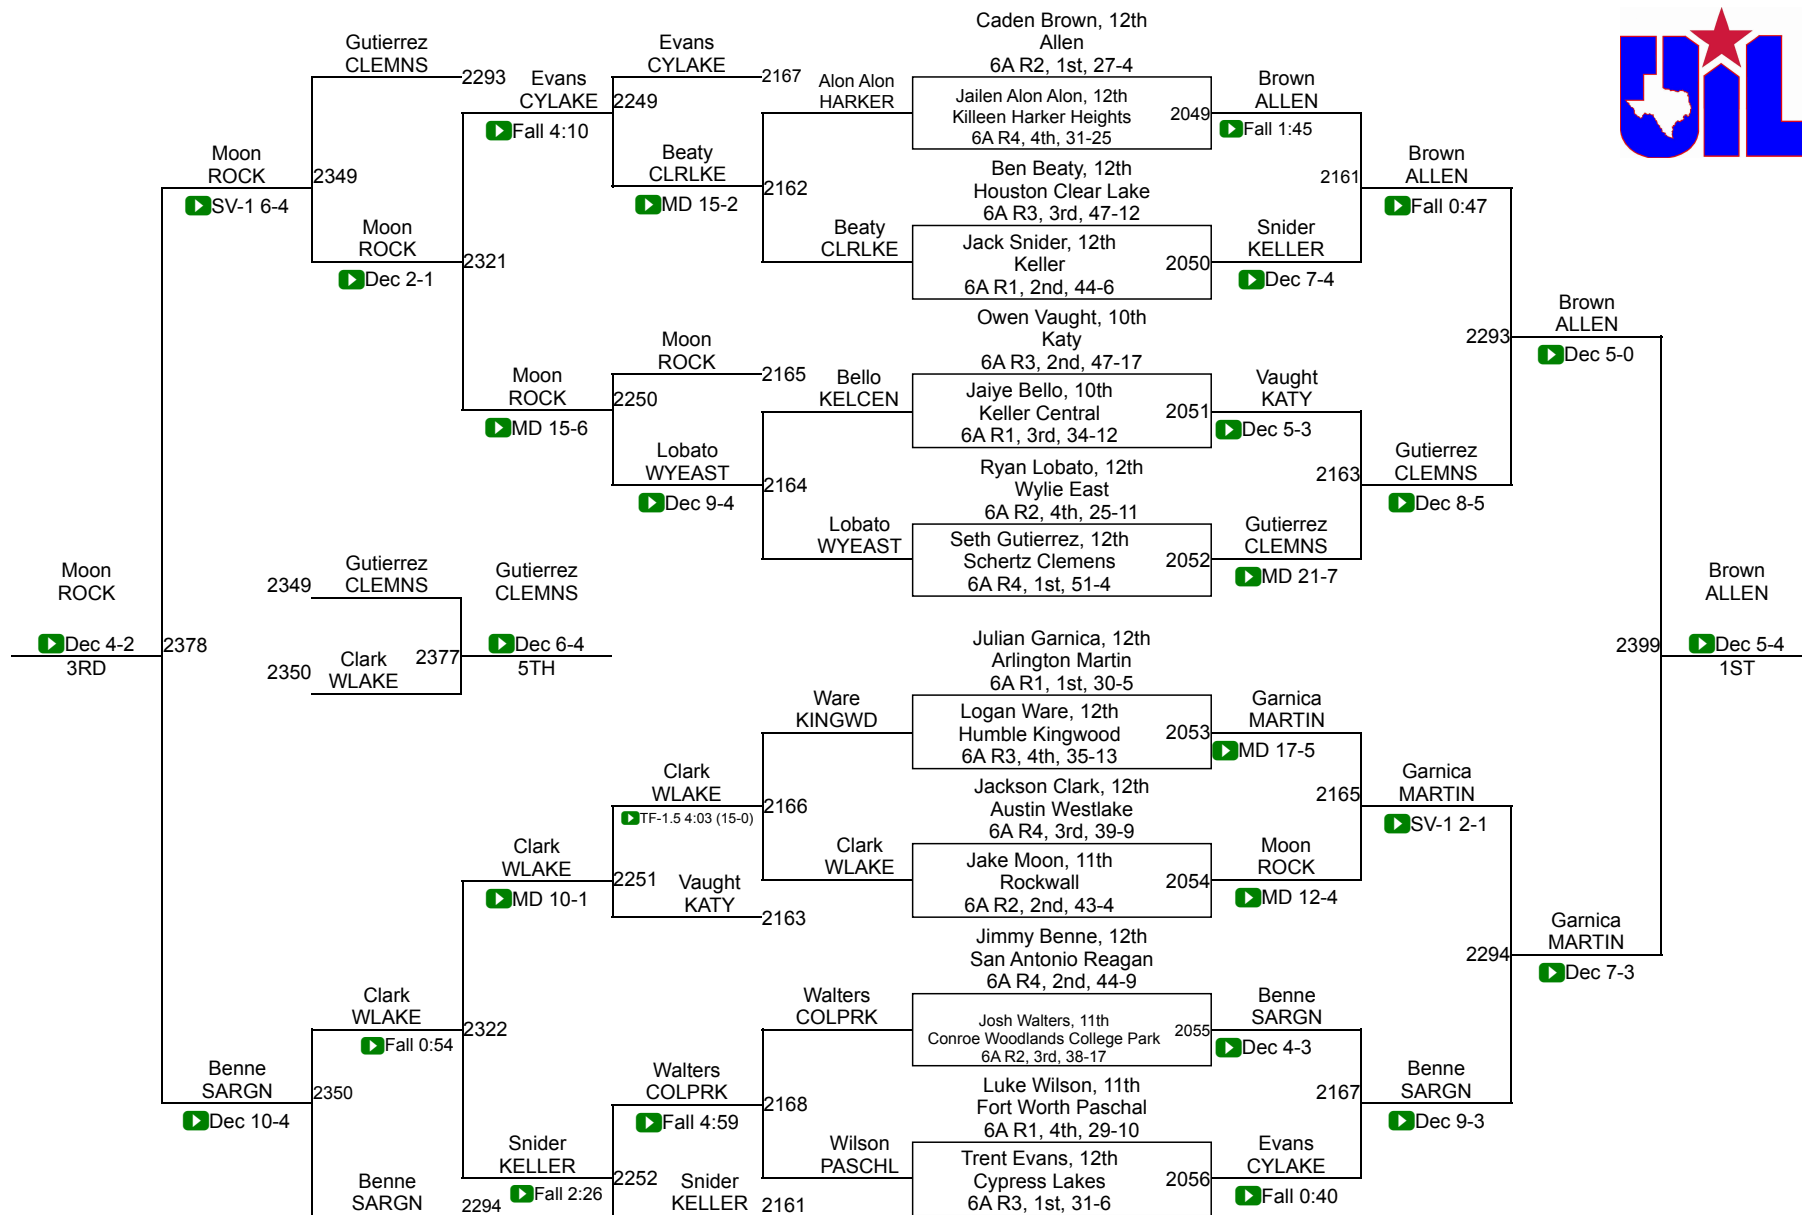 Caden Brown, 12th
Allen
6A R2, 1st, 27-4
UIL
Gutierrez
CLEMNS
2293
Evans
CYLAKE
Fall 4:10
2249
Evans
CYLAKE
2167
Alon Alon
HARKER
Jailen Alon Alon, 12th
Killeen Harker Heights
6A R4, 4th, 31-25
2049
Brown
ALLEN
Fall 1:45
Moon
ROCK
SV-1 6-4
2349
Beaty
CLRLKE
MD 15-2
2162
Ben Beaty, 12th
Houston Clear Lake
6A R3, 3rd, 47-12
2161
Brown
ALLEN
Fall 0:47
Moon
ROCK
Dec 2-1
2321
Beaty
CLRLKE
Jack Snider, 12th
Keller
6A R1, 2nd, 44-6
2050
Snider
KELLER
Dec 7-4
Owen Vaught, 10th
Katy
6A R3, 2nd, 47-17
2293
Brown
ALLEN
Dec 5-0
Moon
ROCK
MD 15-6
2250
Moon
ROCK
2165
Bello
KELCEN
Jaiye Bello, 10th
Keller Central
6A R1, 3rd, 34-12
2051
Vaught
KATY
Dec 5-3
Lobato
WYEAST
Dec 9-4
2164
Ryan Lobato, 12th
Wylie East
6A R2, 4th, 25-11
2163
Gutierrez
CLEMNS
Dec 8-5
Lobato
WYEAST
Seth Gutierrez, 12th
Schertz Clemens
6A R4, 1st, 51-4
2052
Gutierrez
CLEMNS
MD 21-7
Moon
ROCK
Dec 4-2
3RD
2378
2349
Gutierrez
CLEMNS
2350
Clark
WLAKE
2377
Gutierrez
CLEMNS
Dec 6-4
5TH
2399
Brown
ALLEN
Dec 5-4
1ST
Julian Garnica, 12th
Arlington Martin
6A R1, 1st, 30-5
Ware
KINGWD
Logan Ware, 12th
Humble Kingwood
6A R3, 4th, 35-13
2053
Garnica
MARTIN
MD 17-5
Clark
WLAKE
TF-1.5 4:03 (15-0)
2166
Jackson Clark, 12th
Austin Westlake
6A R4, 3rd, 39-9
2165
Garnica
MARTIN
SV-1 2-1
Clark
WLAKE
MD 10-1
2251
Vaught
KATY
2163
Clark
WLAKE
Jake Moon, 11th
Rockwall
6A R2, 2nd, 43-4
2054
Moon
ROCK
MD 12-4
Jimmy Benne, 12th
San Antonio Reagan
6A R4, 2nd, 44-9
2294
Garnica
MARTIN
Dec 7-3
Clark
WLAKE
Fall 0:54
2322
Walters
COLPRK
Josh Walters, 11th
Conroe Woodlands College Park
6A R2, 3rd, 38-17
2055
Benne
SARGN
Dec 4-3
Benne
SARGN
Dec 10-4
2350
Walters
COLPRK
Fall 4:59
2168
Luke Wilson, 11th
Fort Worth Paschal
6A R1, 4th, 29-10
2167
Benne
SARGN
Dec 9-3
Benne
SARGN
2294
Snider
KELLER
Fall 2:26
2252
Snider
KELLER
2161
Wilson
PASCHL
Trent Evans, 12th
Cypress Lakes
6A R3, 1st, 31-6
2056
Evans
CYLAKE
Fall 0:40